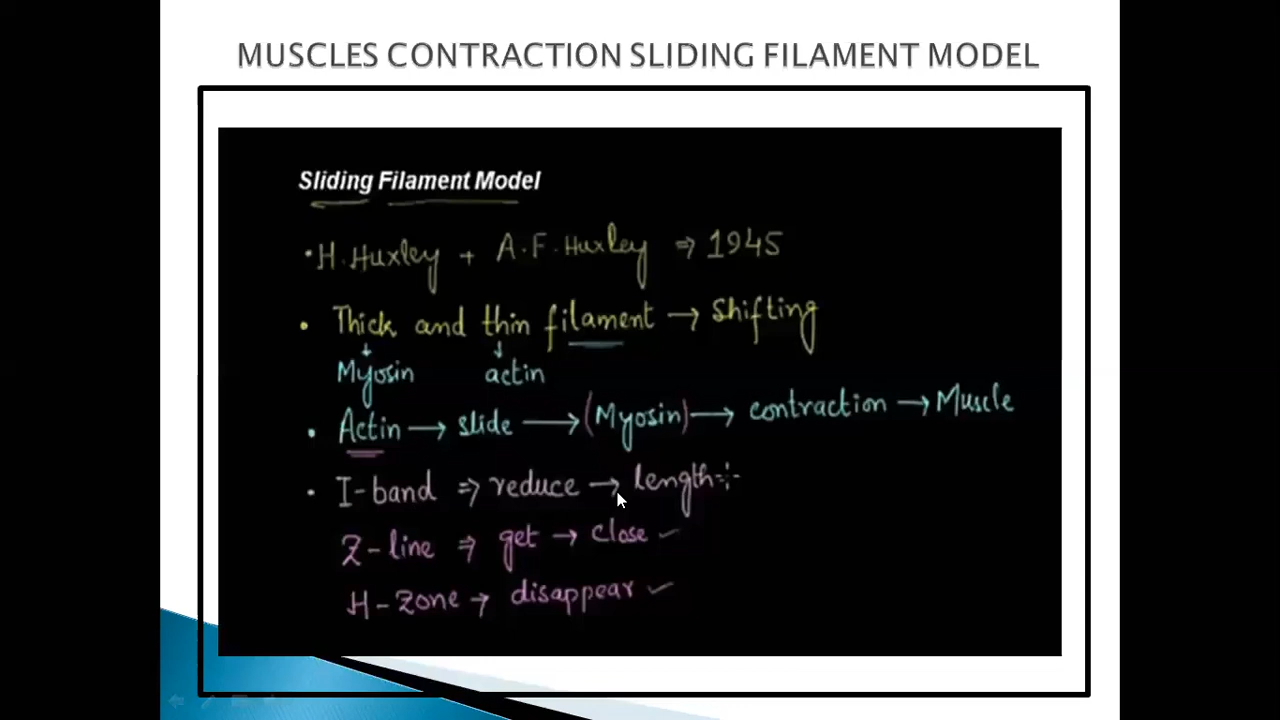 MUSCLES CONTRACTION SLIDING FILAMENT MODEL
Sliding Filament Model
• H. Huxley + A.F. Huxley ⇒ 1945
• Thick and thin filament → Shifting
↓ ↓
Myosin actin
• Actin → slide → (Myosin) → contraction → Muscle
• I-band ⇒ reduce → length
Z-line ⇒ get → close ✓
H-zone → disappear ✓